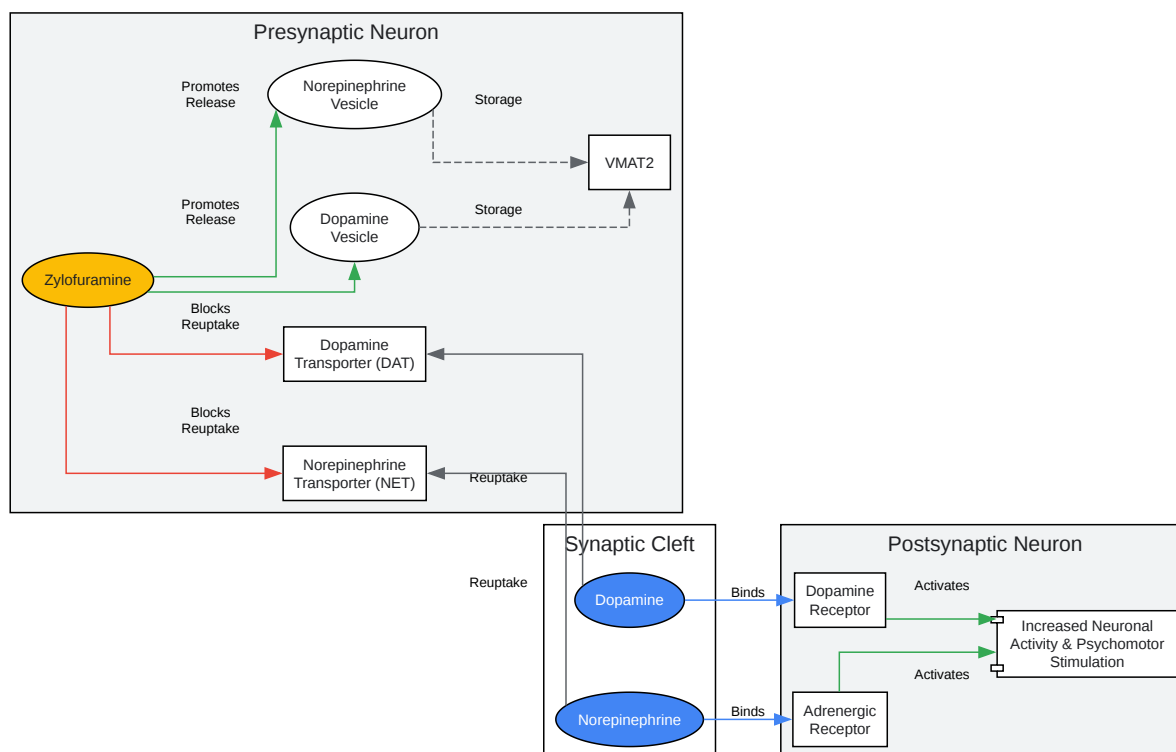 Presynaptic Neuron
Promotes
Release
Norepinephrine
Vesicle
Storage
VMAT2
Promotes
Release
Dopamine
Vesicle
Storage
Zylofuramine
Blocks
Reuptake
Dopamine
Transporter (DAT)
Blocks
Reuptake
Norepinephrine
Transporter (NET)
Reuptake
Synaptic Cleft
Reuptake
Dopamine
Binds
Norepinephrine
Binds
Postsynaptic Neuron
Dopamine
Receptor
Activates
Increased Neuronal
Activity & Psychomotor
Stimulation
Activates
Adrenergic
Receptor